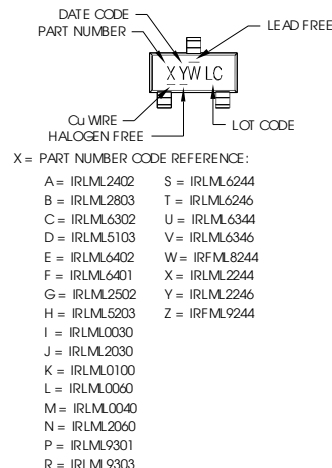 DATE CODE
PART NUMBER
LEAD FREE
X YW LC
Cu WIRE
HALOGEN FREE
LOT CODE
X = PART NUMBER CODE REFERENCE:
A = IRLML2402 S = IRLML6244
B = IRLML2803 T = IRLML6246
C = IRLML6302 U = IRLML6344
D = IRLML5103 V = IRLML6346
E = IRLML6402 W = IRFML8244
F = IRLML6401 X = IRLML2244
G = IRLML2502 Y = IRLML2246
H = IRLML5203 Z = IRFML9244
I = IRLML0030
J = IRLML2030
K = IRLML0100
L = IRLML0060
M = IRLML0040
N = IRLML2060
P = IRLML9301
R = IRLML9303